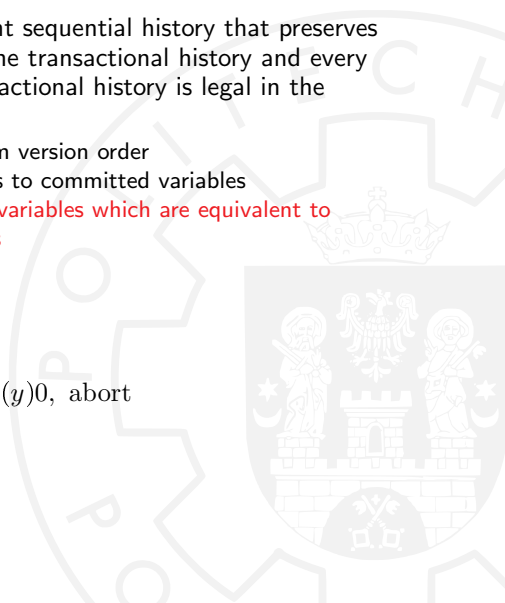 nt sequential history that preserves
ne transactional history and every
actional history is legal in the
m version order
s to committed variables
variables which are equivalent to
s
(y)0, abort
P O L I T E C H
P O